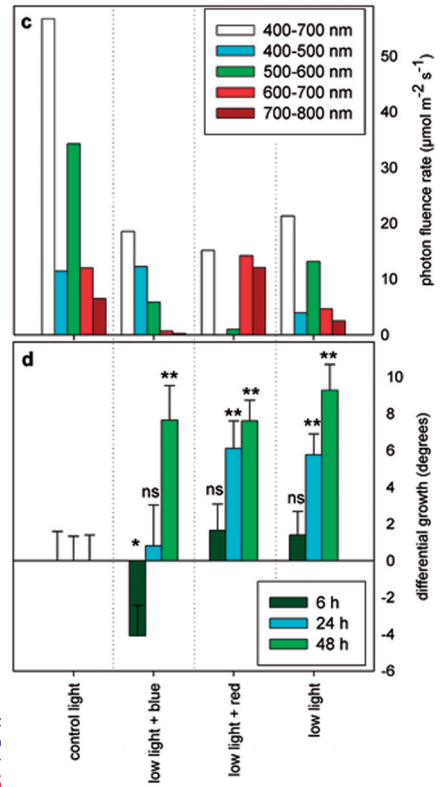 c
400-700 nm
400-500 nm
500-600 nm
600-700 nm
700-800 nm
50
40
30
20
10
0
photon fluence rate (µmol m-2 s-1)
d
**
ns
*
ns
**
**
ns
**
**
10
8
6
4
2
0
-2
-4
-6
differential growth (degrees)
6 h
24 h
48 h
control light
low light + blue
low light + red
low light